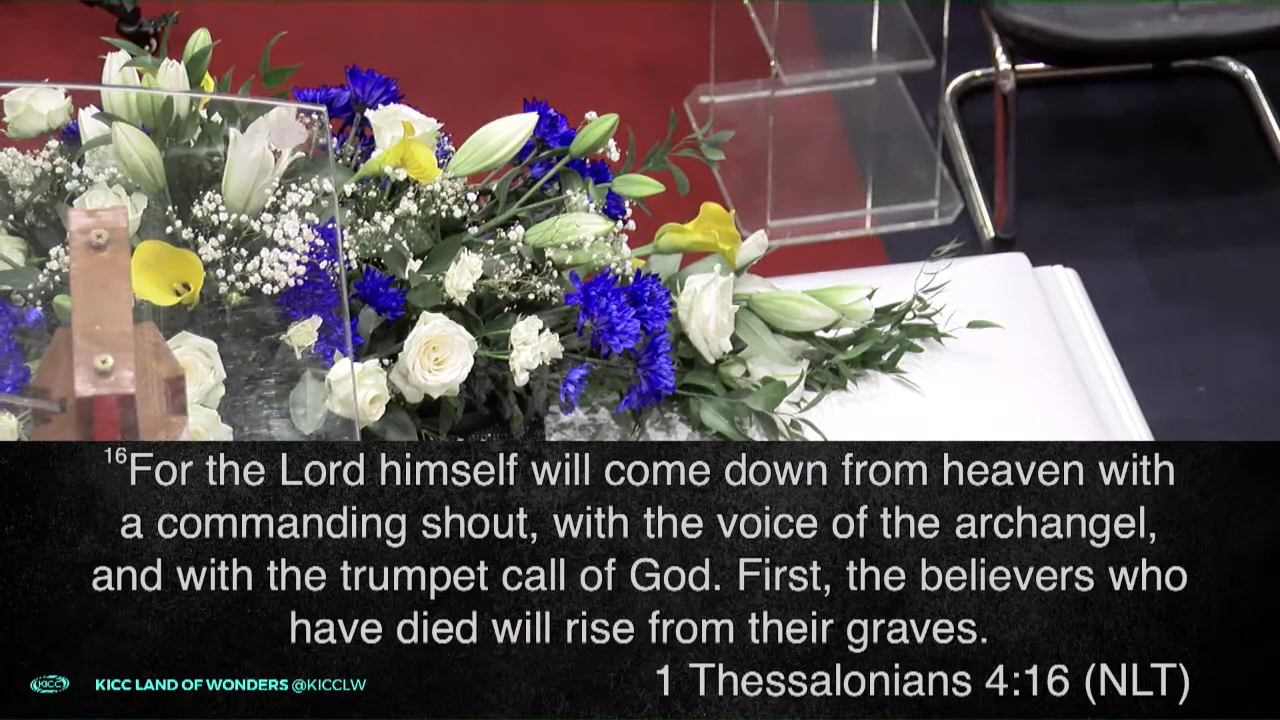 16For the Lord himself will come down from heaven with
a commanding shout, with the voice of the archangel,
and with the trumpet call of God. First, the believers who
have died will rise from their graves.
1 Thessalonians 4:16 (NLT)
KICC KICC LAND OF WONDERS @KICCLW